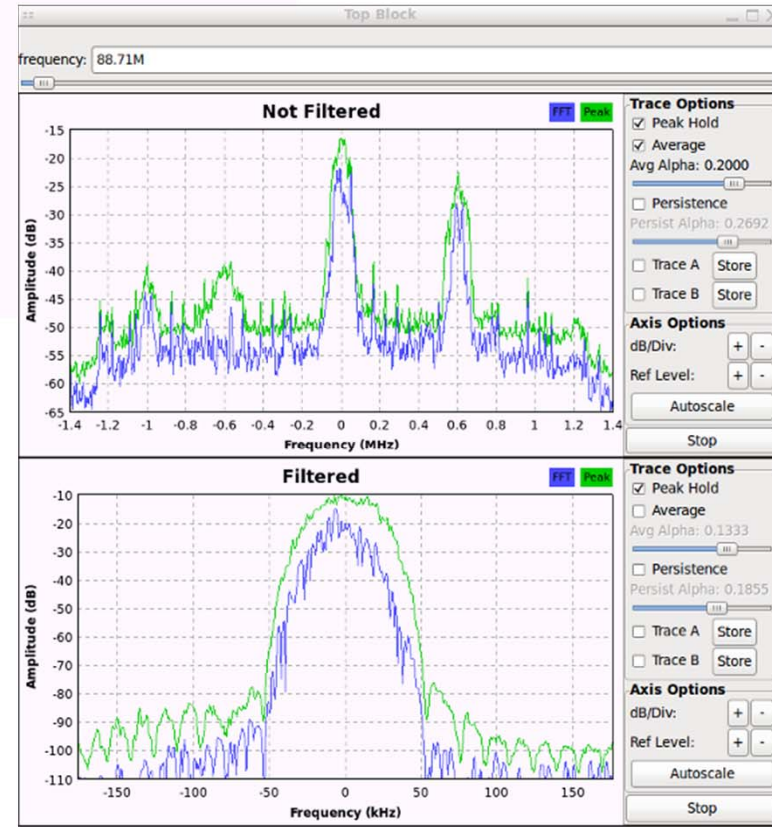 Top Block
frequency: 88.71M
Not Filtered
FFT Peak
-15
-20
-25
-30
-35
-40
-45
-50
-55
-60
-65
Amplitude (dB)
-1.4 -1.2 -1 -0.8 -0.6 -0.4 -0.2 0 0.2 0.4 0.6 0.8 1 1.2 1.4
Frequency (MHz)
Trace Options
Peak Hold
Average
Avg Alpha: 0.2000
Persistence
Persist Alpha: 0.2692
Trace A Store
Trace B Store
Axis Options
dB/Div: + -
Ref Level: + -
Autoscale
Stop
Filtered
FFT Peak
-10
-20
-30
-40
-50
-60
-70
-80
-90
-100
-110
Amplitude (dB)
-150 -100 -50 0 50 100 150
Frequency (kHz)
Trace Options
Peak Hold
Average
Avg Alpha: 0.1333
Persistence
Persist Alpha: 0.1855
Trace A Store
Trace B Store
Axis Options
dB/Div: + -
Ref Level: + -
Autoscale
Stop